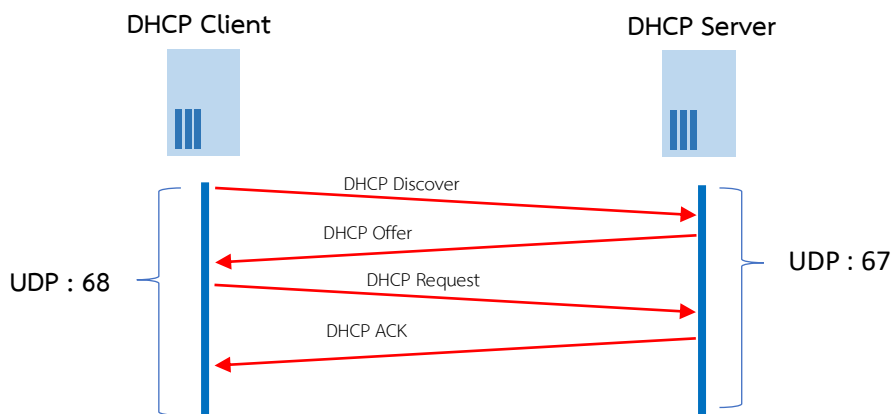 DHCP Client
DHCP Server
DHCP Discover
DHCP Offer
UDP : 68
UDP : 67
DHCP Request
DHCP ACK